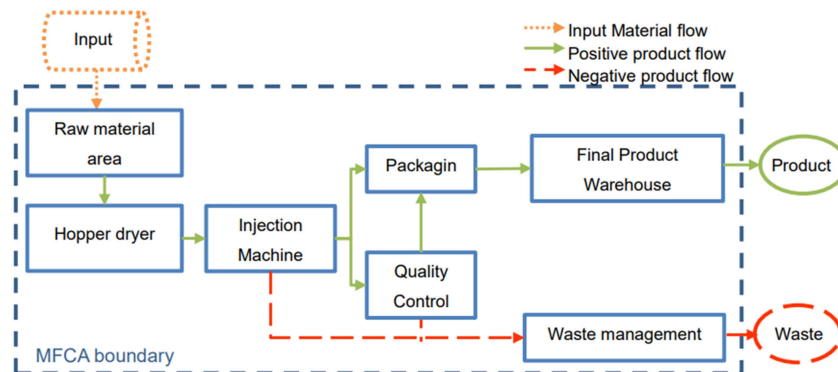 Input
Input Material flow
Positive product flow
Negative product flow
Raw material
area
Packagin
Final Product
Warehouse
Product
Hopper dryer
Injection
Machine
Quality
Control
Waste management
Waste
MFCA boundary